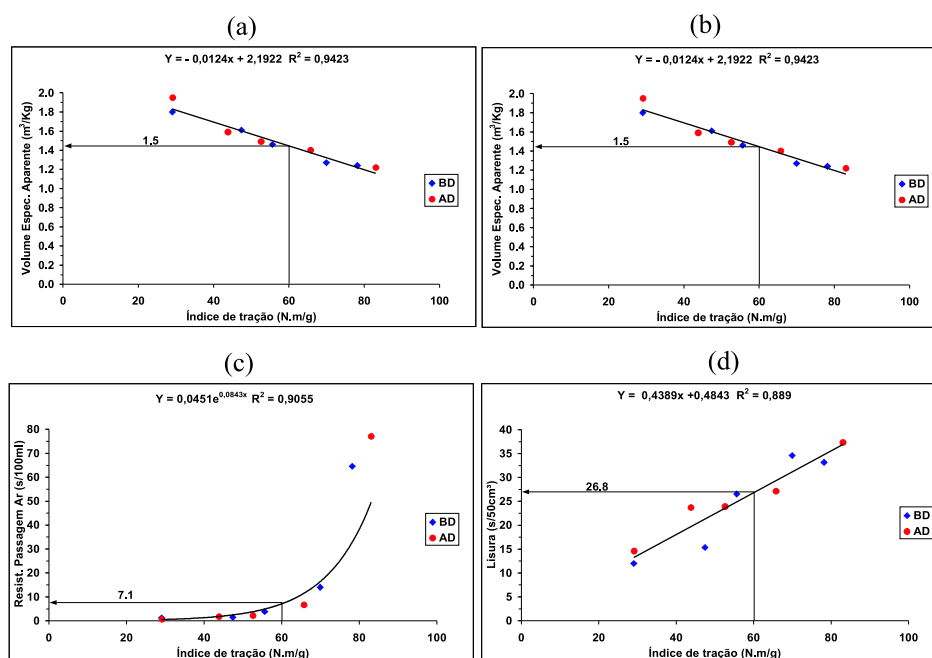 (a)
Y = - 0,0124x + 2,1922 R² = 0,9423
Volume Espec. Aparente (m³/Kg)
2.0
1.8
1.6
1.4
1.2
1.0
0.8
0.6
0.4
0.2
0.0
1.5
BD
AD
0 20 40 60 80 100
Índice de tração (N.m/g)
(b)
Y = - 0,0124x + 2,1922 R² = 0,9423
Volume Espec. Aparente (m³/Kg)
2.0
1.8
1.6
1.4
1.2
1.0
0.8
0.6
0.4
0.2
0.0
1.5
BD
AD
0 20 40 60 80 100
Índice de tração (N.m/g)
(c)
Y = 0,0451e^0,0843x R² = 0,9055
Resist. Passagem Ar (s/100ml)
80
70
60
50
40
30
20
10
0
7.1
BD
AD
0 20 40 60 80 100
Índice de tração (N.m/g)
(d)
Y = 0,4389x +0,4843 R² = 0,889
Lisura (s/50cm³)
40
35
30
25
20
15
10
5
0
26.8
BD
AD
0 20 40 60 80 100
Índice de tração (N.m/g)